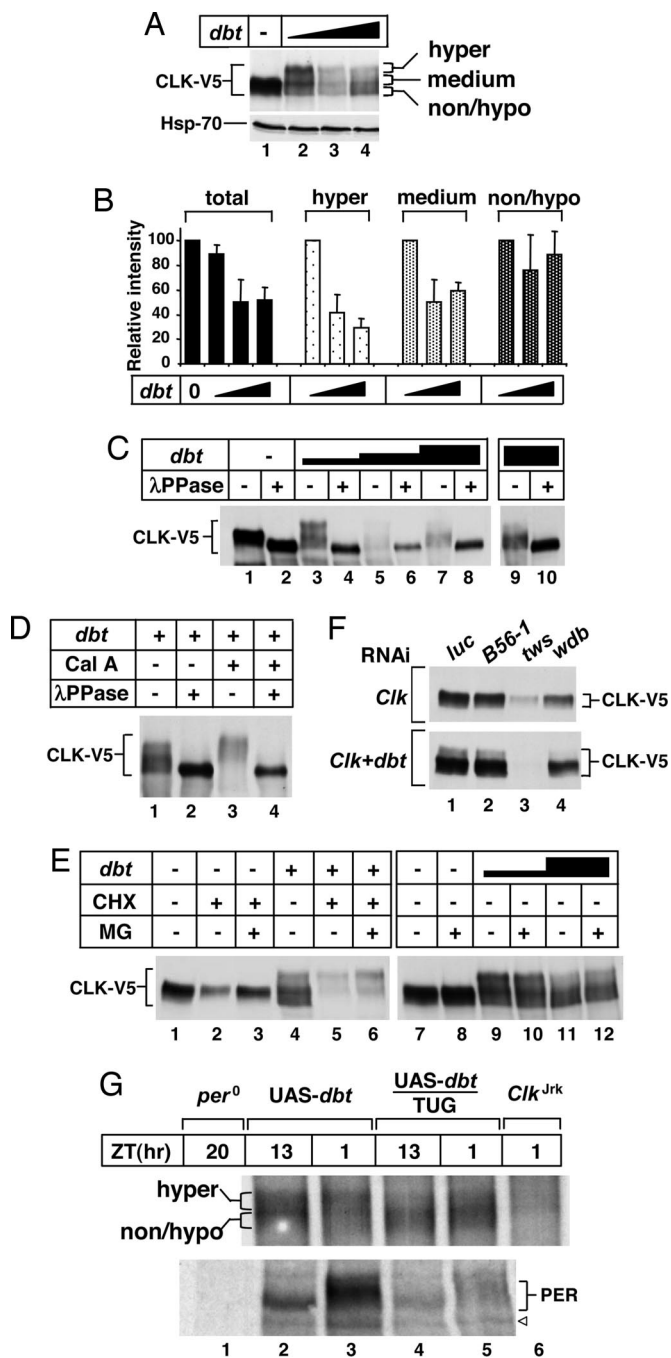 A
dbt -
hyper
CLK-V5 medium
non/hypo
Hsp-70
1 2 3 4
B
total hyper medium non/hypo
Relative intensity
100
80
60
40
20
0
dbt 0
C
dbt -
λPPase - + - + - + - + - +
CLK-V5
1 2 3 4 5 6 7 8 9 10
D
dbt + + + +
Cal A - - + +
λPPase - + - +
CLK-V5
1 2 3 4
F
RNAi luc B56-1 tws wdb
Clk CLK-V5
Clk+dbt CLK-V5
1 2 3 4
E
dbt - - - + + + - -
CHX - + + - + + - - - - - -
MG - - + - - + - + - + - +
CLK-V5
1 2 3 4 5 6 7 8 9 10 11 12
G
per0 UAS-dbt UAS-dbt/TUG ClkJrk
ZT(hr) 20 13 1 13 1 1
hyper
non/hypo
PER
1 2 3 4 5 6